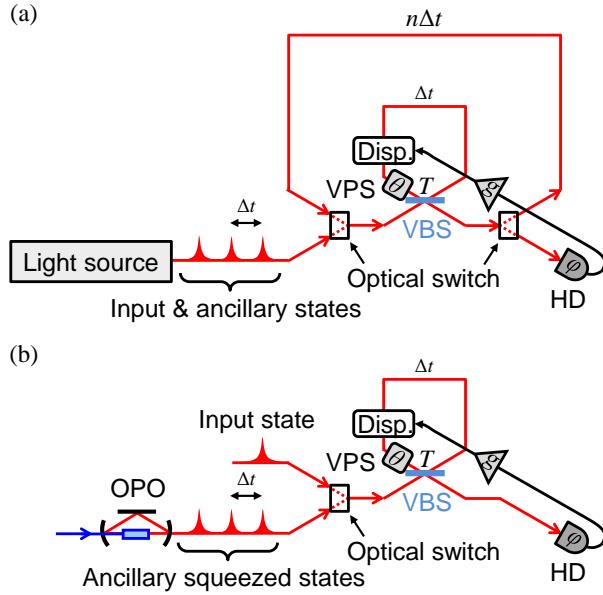 (a)
nΔt
Δt
Disp.
VPS θ T g
Δt
VBS
Light source
Optical switch
φ
HD
Input & ancillary states
(b)
Δt
Input state
Disp.
VPS θ T g
OPO
Δt
VBS
Optical switch
φ
HD
Ancillary squeezed states